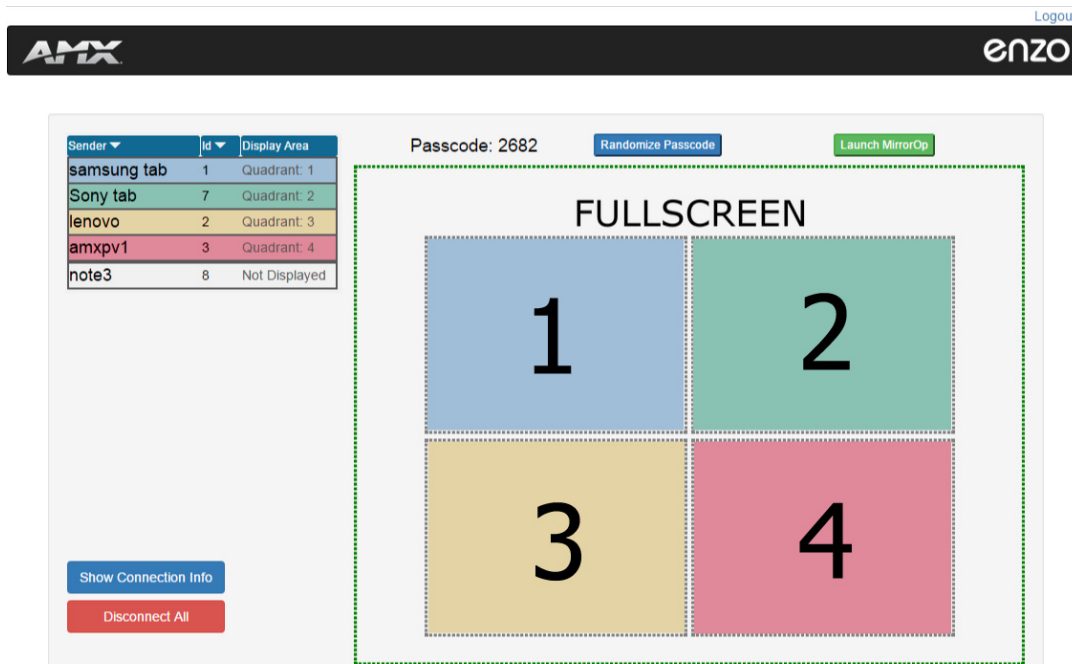 Logou
AMX
enzo
Sender Id Display Area
samsung tab 1 Quadrant: 1
Sony tab 7 Quadrant: 2
lenovo 2 Quadrant: 3
amxpv1 3 Quadrant: 4
note3 8 Not Displayed
Passcode: 2682 Randomize Passcode Launch MirrorOp
FULLSCREEN
1 2
3 4
Show Connection Info
Disconnect All